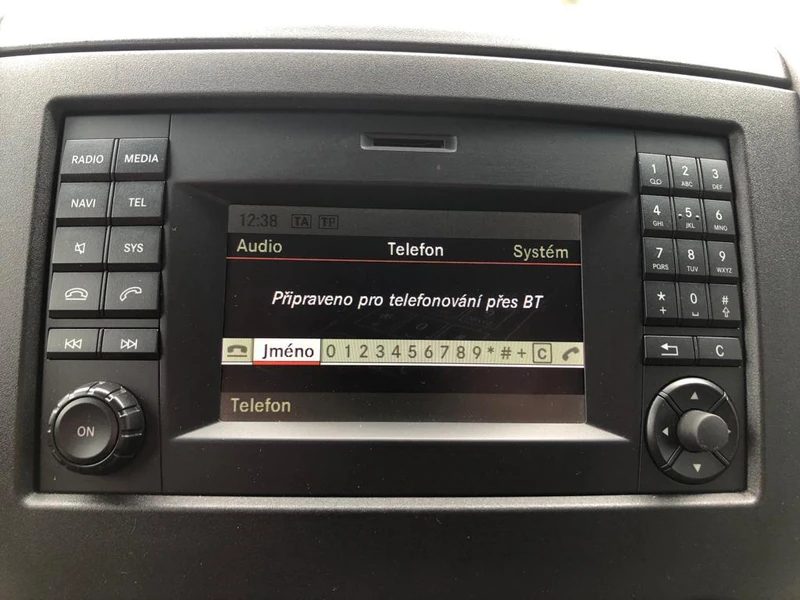 RADIO MEDIA
NAVI TEL
SYS
ON
12:38 TA TP
Audio Telefon Systém
Připraveno pro telefonování přes BT
Jméno 0 1 2 3 4 5 6 7 8 9 * # + C
Telefon
1 2 ABC 3 DEF
4 GHI 5 JKL 6 MNO
7 PQRS 8 TUV 9 WXYZ
* + 0 #
C